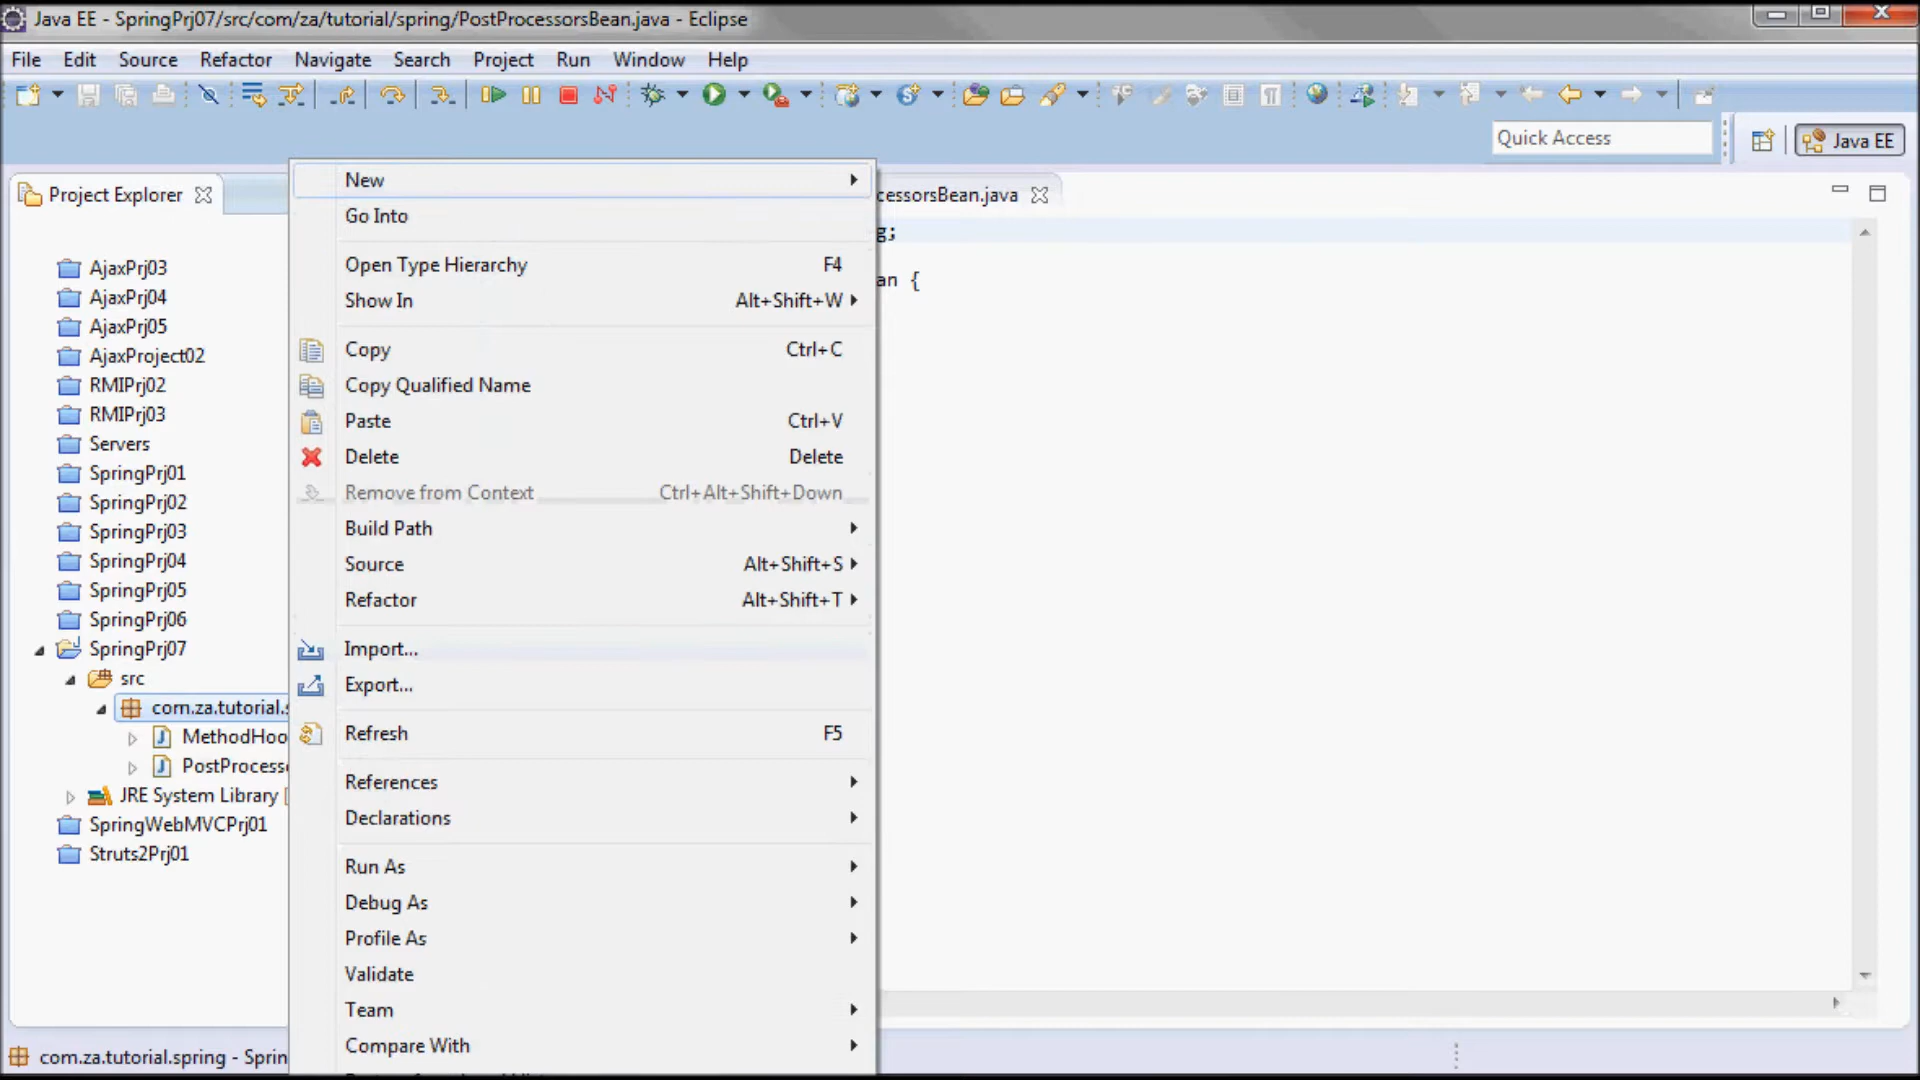 Java EE - SpringPrj07/src/com/za/tutorial/spring/PostProcessorsBean.java - Eclipse
File Edit Source Refactor Navigate Search Project Run Window Help
Quick Access
Java EE
Project Explorer
cessorsBean.java
g;
an {
AjaxPrj03
AjaxPrj04
AjaxPrj05
AjaxProject02
RMIPrj02
RMIPrj03
Servers
SpringPrj01
SpringPrj02
SpringPrj03
SpringPrj04
SpringPrj05
SpringPrj06
SpringPrj07
src
com.za.tutorial.s
MethodHoo
PostProcess
JRE System Library [
SpringWebMVCPrj01
Struts2Prj01
New
Go Into
Open Type Hierarchy F4
Show In Alt+Shift+W
Copy Ctrl+C
Copy Qualified Name
Paste Ctrl+V
Delete Delete
Remove from Context Ctrl+Alt+Shift+Down
Build Path
Source Alt+Shift+S
Refactor Alt+Shift+T
Import...
Export...
Refresh F5
References
Declarations
Run As
Debug As
Profile As
Validate
Team
Compare With
com.za.tutorial.spring - Sprin